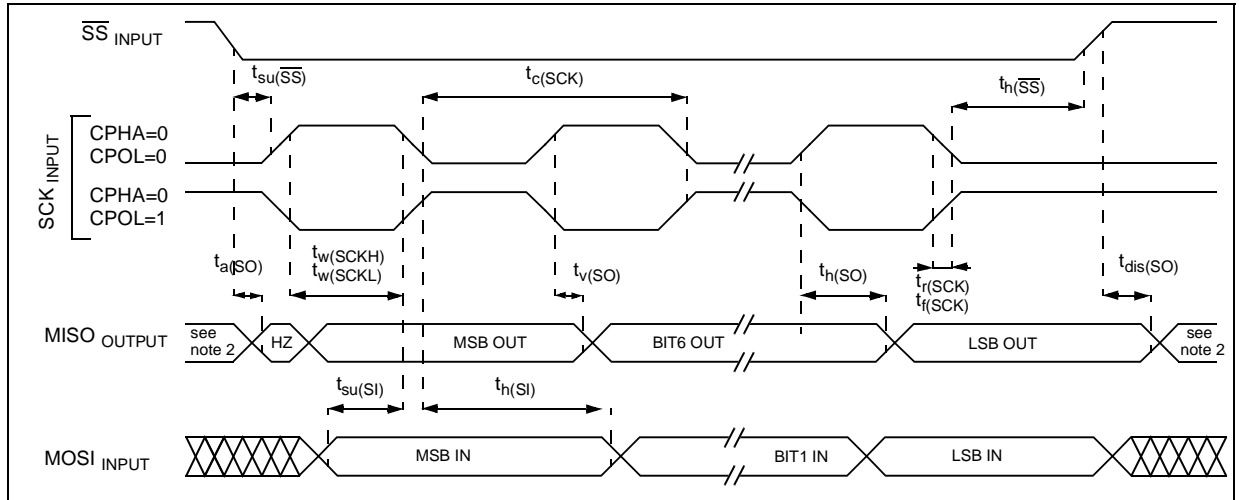 SS INPUT
tsu(SS)
tc(SCK)
th(SS)
SCK INPUT
CPHA=0
CPOL=0
CPHA=0
CPOL=1
ta(SO)
tw(SCKH)
tw(SCKL)
tv(SO)
th(SO)
tr(SCK)
tf(SCK)
tdis(SO)
MISO OUTPUT
see
note 2
HZ
MSB OUT
BIT6 OUT
LSB OUT
see
note 2
tsu(SI)
th(SI)
MOSI INPUT
MSB IN
BIT1 IN
LSB IN